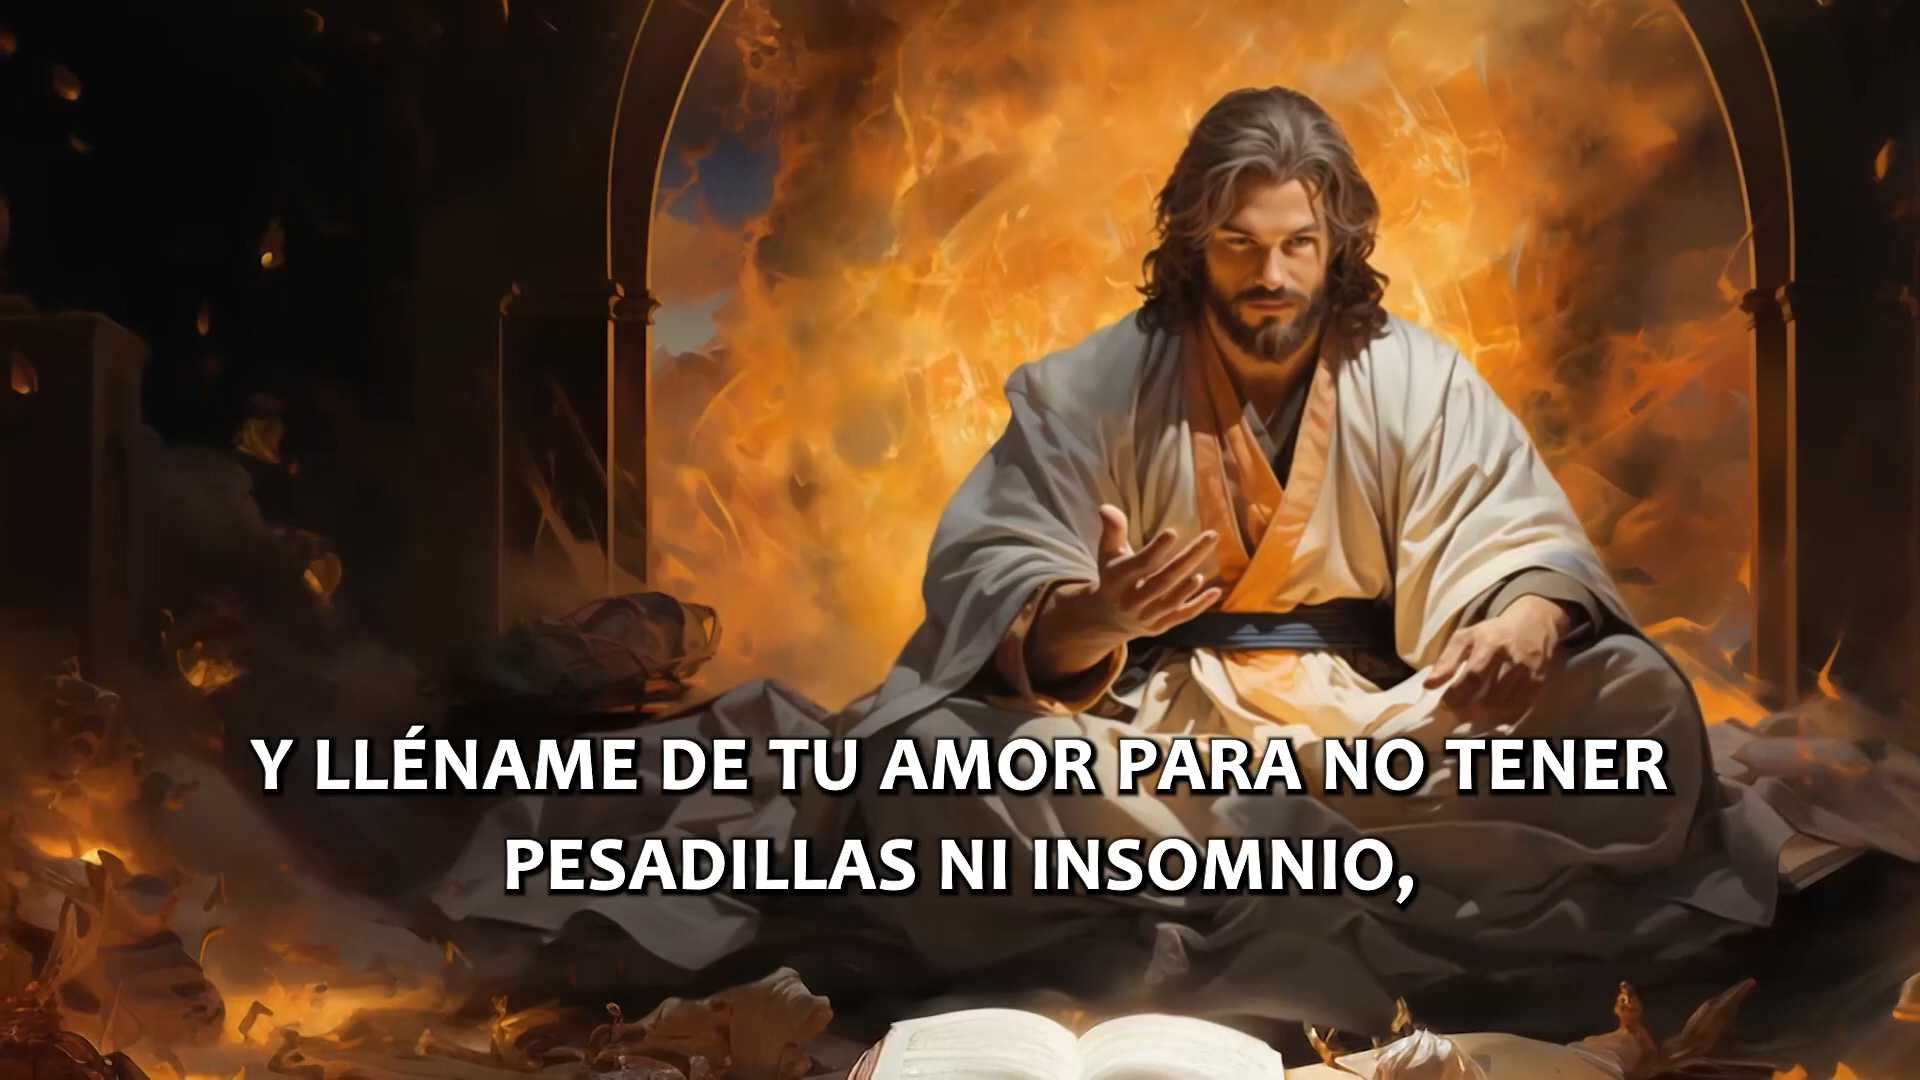 Y LLÉNAME DE TU AMOR PARA NO TENER
PESADILLAS NI INSOMNIO,